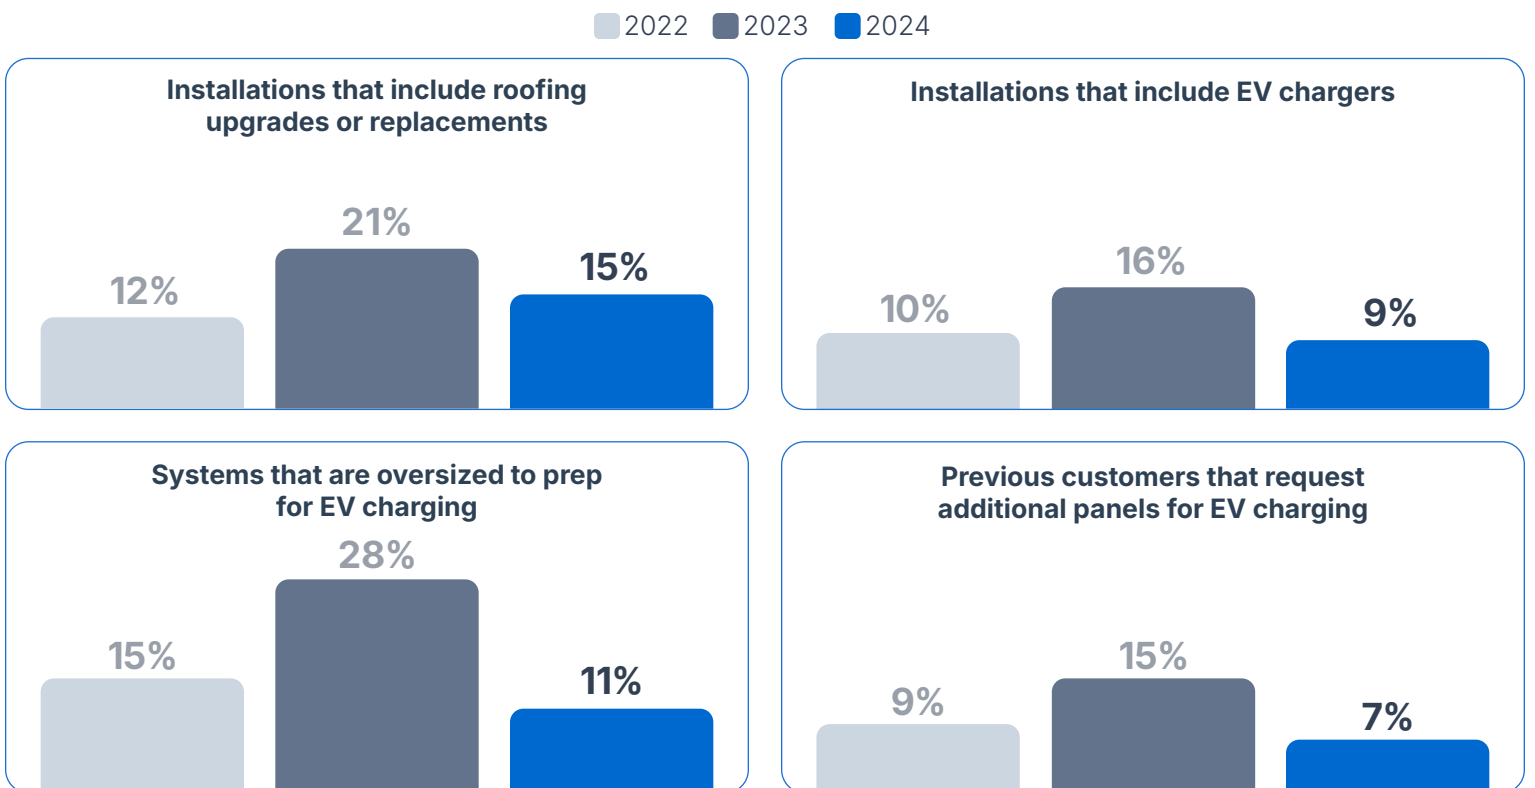 2022 2023 2024
Installations that include roofing
upgrades or replacements
12%
21%
15%
Installations that include EV chargers
10%
16%
9%
Systems that are oversized to prep
for EV charging
15%
28%
11%
Previous customers that request
additional panels for EV charging
9%
15%
7%